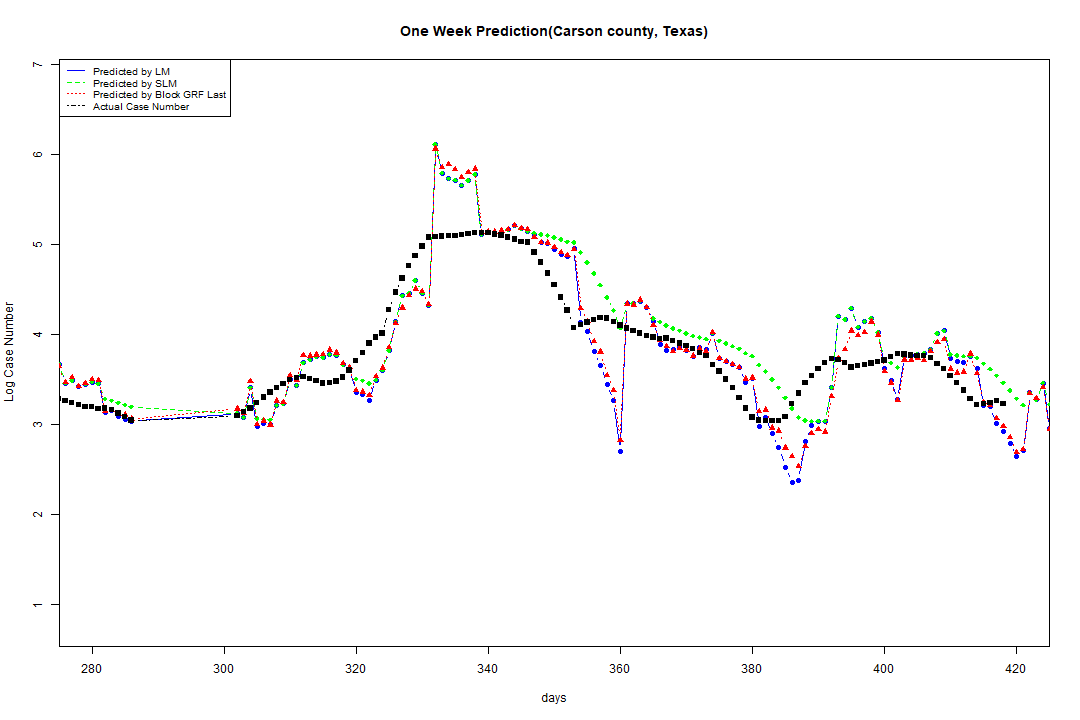 One Week Prediction(Carson county, Texas)
Predicted by LM
Predicted by SLM
Predicted by Block GRF Last
Actual Case Number
7
6
5
4
3
2
1
Log Case Number
280 300 320 340 360 380 400 420
days